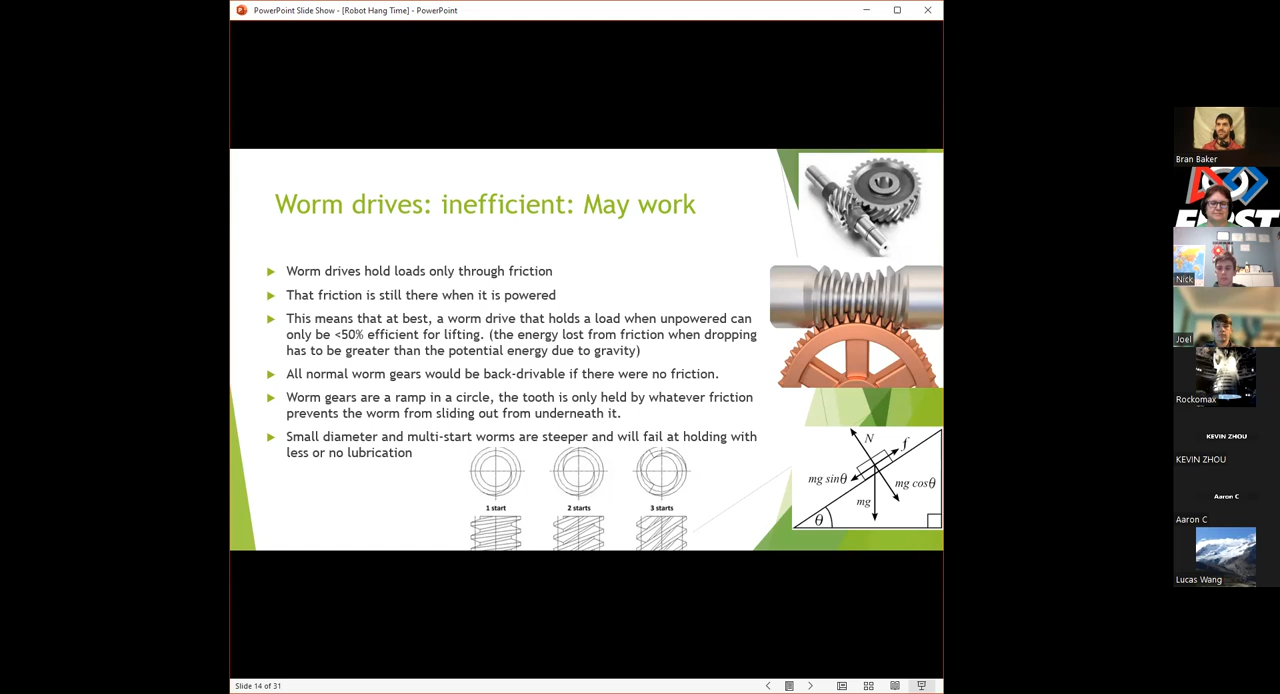 PowerPoint Slide Show - [Robot Hang Time] - PowerPoint
Worm drives: inefficient: May work
Worm drives hold loads only through friction
That friction is still there when it is powered
This means that at best, a worm drive that holds a load when unpowered can
only be <50% efficient for lifting. (the energy lost from friction when dropping
has to be greater than the potential energy due to gravity)
All normal worm gears would be back-drivable if there were no friction.
Worm gears are a ramp in a circle, the tooth is only held by whatever friction
prevents the worm from sliding out from underneath it.
Small diameter and multi-start worms are steeper and will fail at holding with
less or no lubrication
1 start
2 starts
3 starts
N
f
mg sinθ
mg cosθ
mg
θ
Slide 14 of 31
Bran Baker
FIRST
Nick
Joel
Rockomax
KEVIN ZHOU
KEVIN ZHOU
Aaron C
Aaron C
Lucas Wang